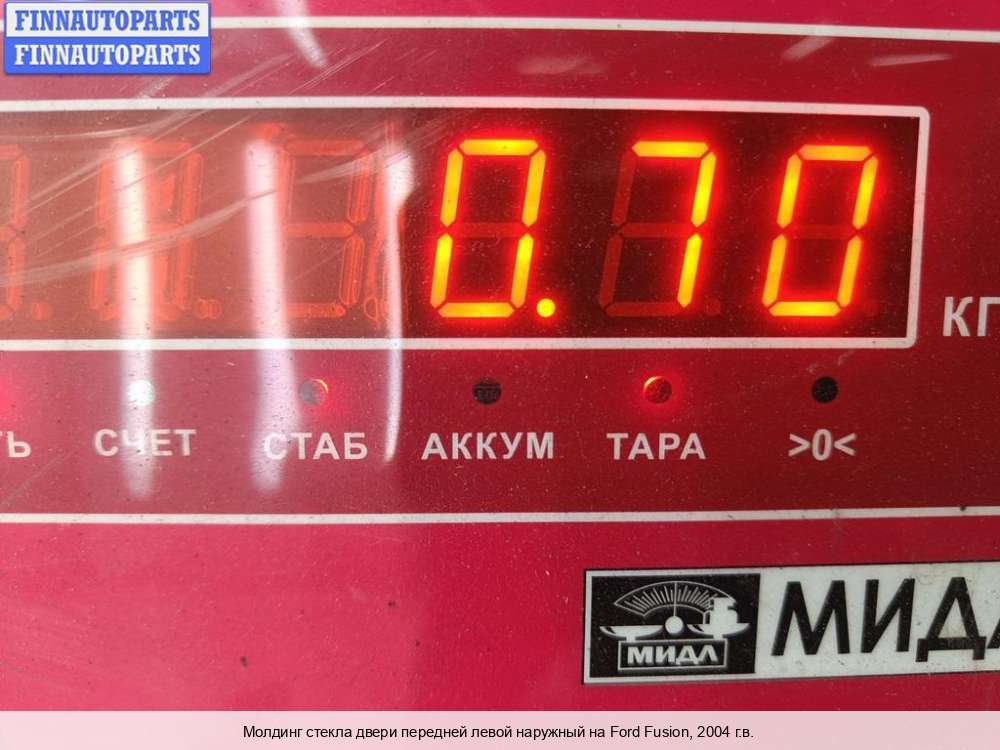 FINNAUTOPARTS
FINNAUTOPARTS
0.70
КГ
СЧЕТ СТАБ АККУМ ТАРА >0<
МИДЛ
МИДЛ
Молдинг стекла двери передней левой наружный на Ford Fusion, 2004 г.в.